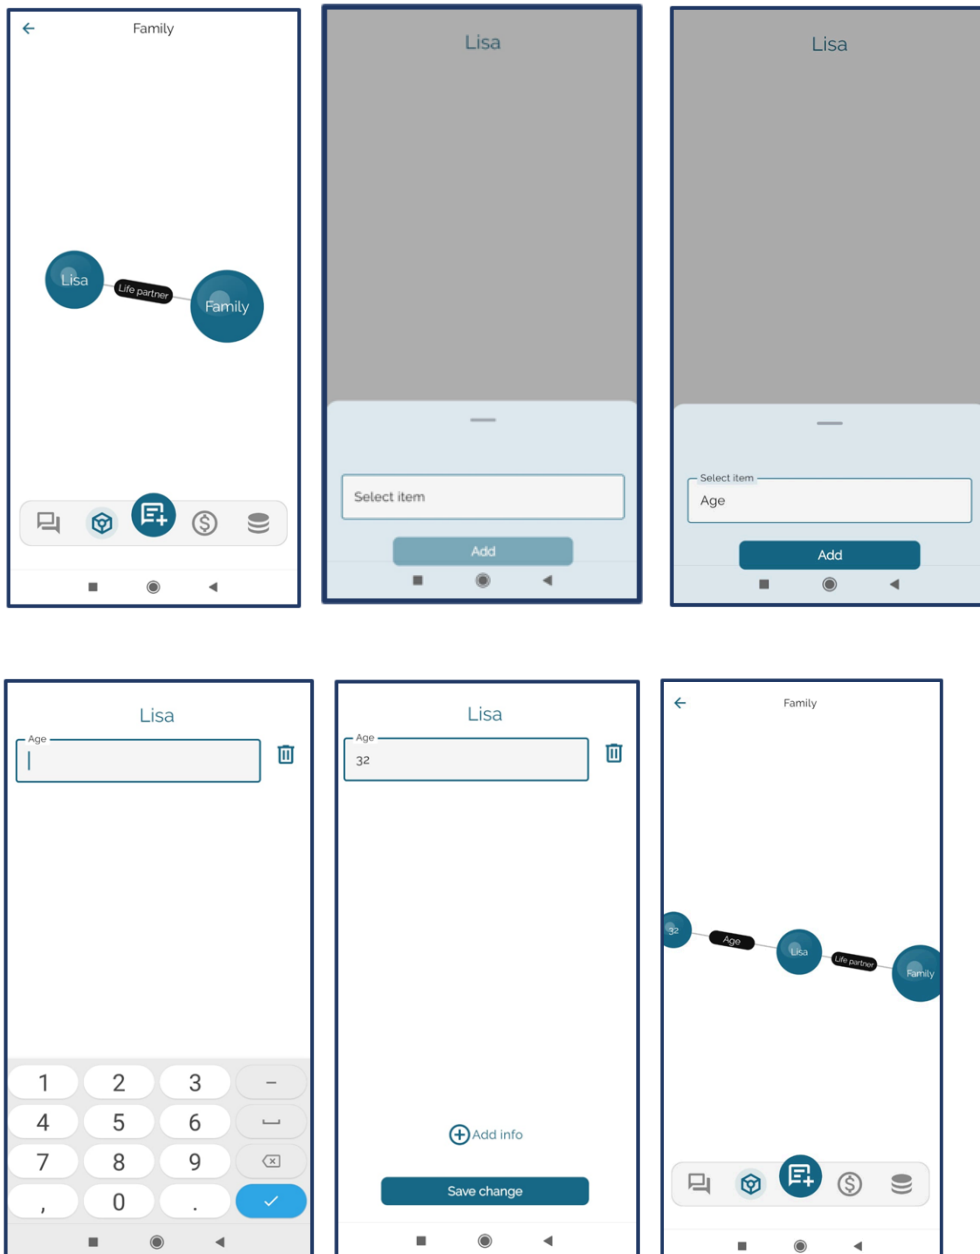 Family
Lisa
Life partner
Family
Lisa
Select item
Add
Lisa
Select item
Age
Add
Lisa
Age
1 2 3 –
4 5 6
7 8 9
, 0 .
Lisa
Age
32
Add info
Save change
Family
32
Age
Lisa
Life partner
Family